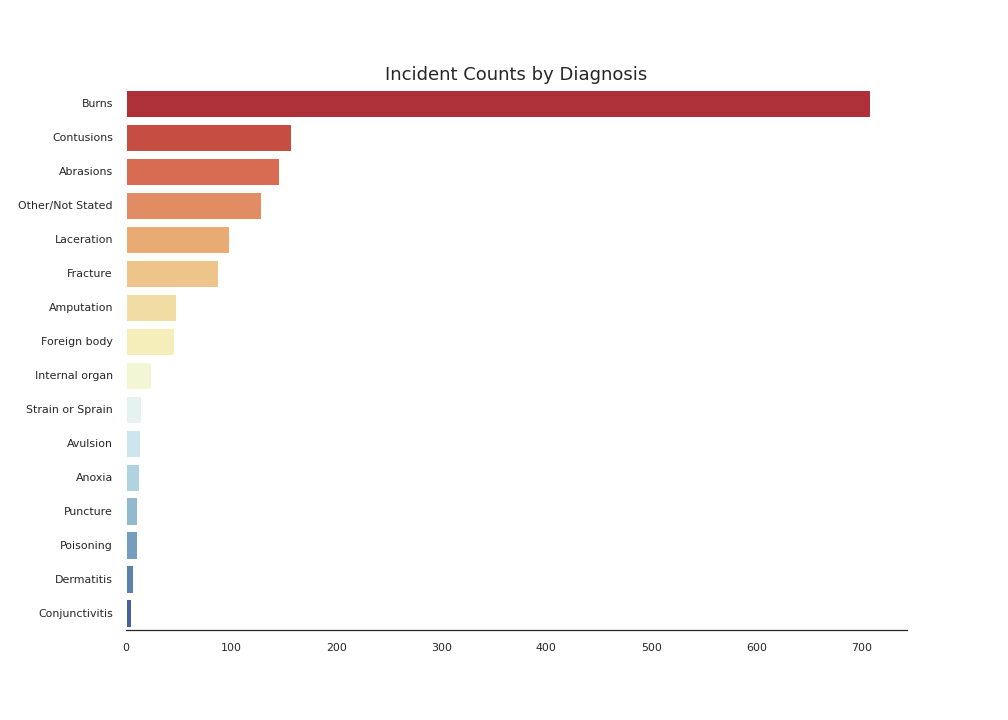 Incident Counts by Diagnosis
Burns
Contusions
Abrasions
Other/Not Stated
Laceration
Fracture
Amputation
Foreign body
Internal organ
Strain or Sprain
Avulsion
Anoxia
Puncture
Poisoning
Dermatitis
Conjunctivitis
0 100 200 300 400 500 600 700